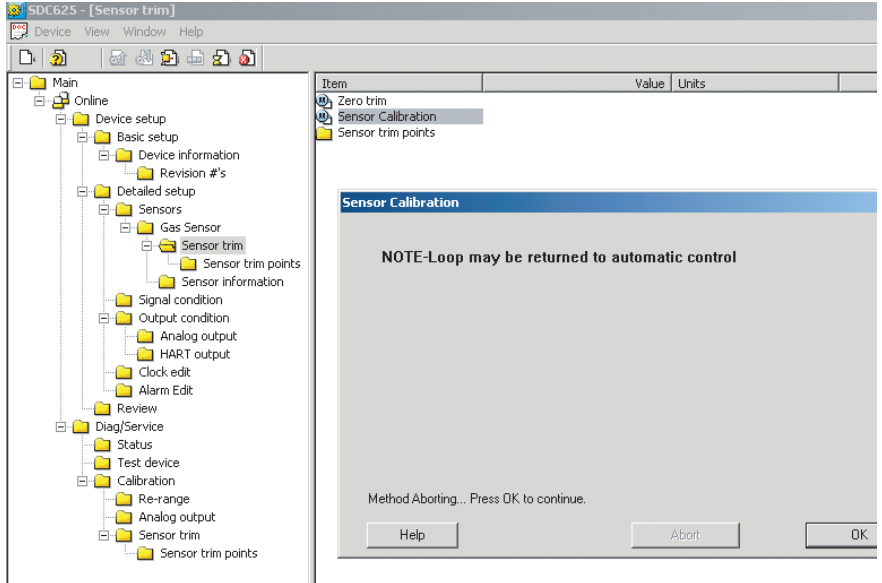 SDC625 - [Sensor trim]
DOC Device View Window Help
Main
Online
Device setup
Basic setup
Device information
Revision #'s
Detailed setup
Sensors
Gas Sensor
Sensor trim
Sensor trim points
Sensor information
Signal condition
Output condition
Analog output
HART output
Clock edit
Alarm Edit
Review
Diag/Service
Status
Test device
Calibration
Re-range
Analog output
Sensor trim
Sensor trim points
Item Value Units
Zero trim
Sensor Calibration
Sensor trim points
Sensor Calibration
NOTE-Loop may be returned to automatic control
Method Aborting... Press OK to continue.
Help Abort OK